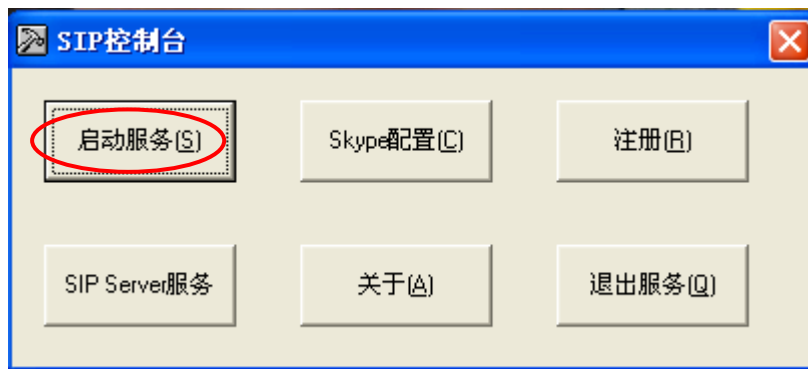 SIP控制台
启动服务(S)
Skype配置(C)
注册(R)
SIP Server服务
关于(A)
退出服务(Q)